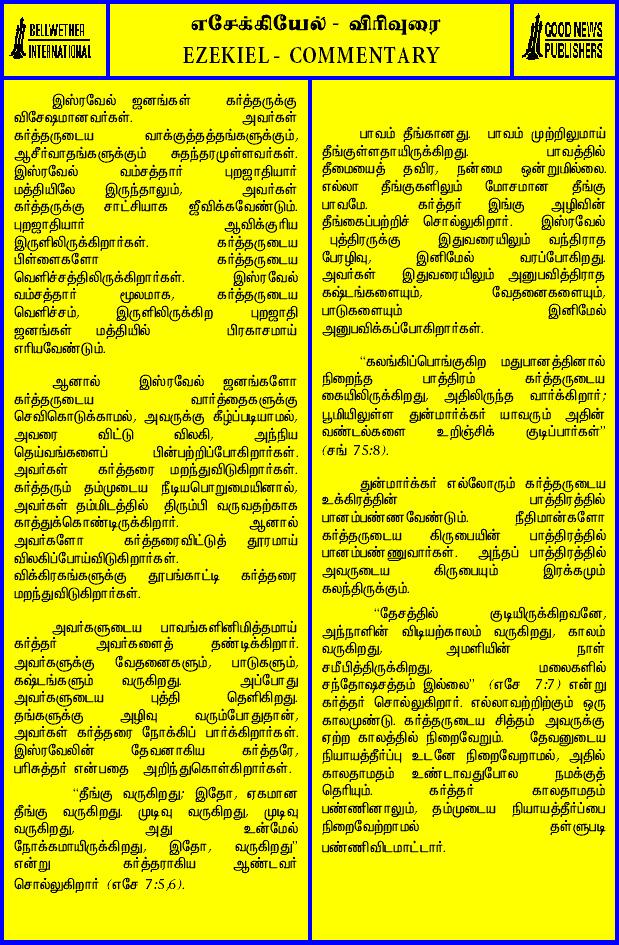 BELLWETHER
INTERNATIONAL
எசேக்கியேல் - விரிவுரை
EZEKIEL - COMMENTARY
GOOD NEWS
PUBLISHERS
இஸ்ரவேல் ஜனங்கள் கர்த்தருக்கு
விசேஷமானவர்கள். அவர்கள்
கர்த்தருடைய வாக்குத்தத்தங்களுக்கும்,
ஆசீர்வாதங்களுக்கும் சுதந்தரமுள்ளவர்கள்.
இஸ்ரவேல் வம்சத்தார் புறஜாதியார்
மத்தியிலே இருந்தாலும், அவர்கள்
கர்த்தருக்கு சாட்சியாக ஜீவிக்கவேண்டும்.
புறஜாதியார் ஆவிக்குரிய
இருளிலிருக்கிறார்கள். கர்த்தருடைய
பிள்ளைகளோ கர்த்தருடைய
வெளிச்சத்திலிருக்கிறார்கள். இஸ்ரவேல்
வம்சத்தார் மூலமாக, கர்த்தருடைய
வெளிச்சம், இருளிலிருக்கிற புறஜாதி
ஜனங்கள் மத்தியில் பிரகாசமாய்
எரியவேண்டும்.
ஆனால் இஸ்ரவேல் ஜனங்களோ
கர்த்தருடைய வார்த்தைகளுக்கு
செவிகொடுக்காமல், அவருக்கு கீழ்ப்படியாமல்,
அவரை விட்டு விலகி, அந்நிய
தெய்வங்களைப் பின்பற்றிப்போகிறார்கள்.
அவர்கள் கர்த்தரை மறந்துவிடுகிறார்கள்.
கர்த்தரும் தம்முடைய நீடியபொறுமையினால்,
அவர்கள் தம்மிடத்தில் திரும்பி வருவதற்காக
காத்துக்கொண்டிருக்கிறார். ஆனால்
அவர்களோ கர்த்தரைவிட்டுத் தூரமாய்
விலகிப்போய்விடுகிறார்கள்.
விக்கிரகங்களுக்கு தூபங்காட்டி கர்த்தரை
மறந்துவிடுகிறார்கள்.
அவர்களுடைய பாவங்களினிமித்தமாய்
கர்த்தர் அவர்களைத் தண்டிக்கிறார்.
அவர்களுக்கு வேதனைகளும், பாடுகளும்,
கஷ்டங்களும் வருகிறது. அப்போது
அவர்களுடைய புத்தி தெளிகிறது.
தங்களுக்கு அழிவு வரும்போதுதான்,
அவர்கள் கர்த்தரை நோக்கிப் பார்க்கிறார்கள்.
இஸ்ரவேலின் தேவனாகிய கர்த்தரே,
பரிசுத்தர் என்பதை அறிந்துகொள்கிறார்கள்.
“தீங்கு வருகிறது; இதோ, ஏகமான
தீங்கு வருகிறது. முடிவு வருகிறது, முடிவு
வருகிறது, அது உன்மேல்
நோக்கமாயிருக்கிறது, இதோ, வருகிறது”
என்று கர்த்தராகிய ஆண்டவர்
சொல்லுகிறார் (எசே 7:5,6).
பாவம் தீங்கானது. பாவம் முற்றிலுமாய்
தீங்குள்ளதாயிருக்கிறது. பாவத்தில்
தீமையைத் தவிர, நன்மை ஒன்றுமில்லை.
எல்லா தீங்குகளிலும் மோசமான தீங்கு
பாவமே. கர்த்தர் இங்கு அழிவின்
தீங்கைப்பற்றிச் சொல்லுகிறார். இஸ்ரவேல்
புத்திரருக்கு இதுவரையிலும் வந்திராத
பேரழிவு, இனிமேல் வரப்போகிறது.
அவர்கள் இதுவரையிலும் அனுபவித்திராத
கஷ்டங்களையும், வேதனைகளையும்,
பாடுகளையும் இனிமேல்
அனுபவிக்கப்போகிறார்கள்.
“கலங்கிப்பொங்குகிற மதுபானத்தினால்
நிறைந்த பாத்திரம் கர்த்தருடைய
கையிலிருக்கிறது, அதிலிருந்த வார்க்கிறார்;
பூமியிலுள்ள துன்மார்க்கர் யாவரும் அதின்
வண்டல்களை உறிஞ்சிக் குடிப்பார்கள்”
(சங் 75:8).
துன்மார்க்கர் எல்லோரும் கர்த்தருடைய
உக்கிரத்தின் பாத்திரத்தில்
பானம்பண்ணவேண்டும். நீதிமான்களோ
கர்த்தருடைய கிருபையின் பாத்திரத்தில்
பானம்பண்ணுவார்கள். அந்தப் பாத்திரத்தில்
அவருடைய கிருபையும் இரக்கமும்
கலந்திருக்கும்.
“தேசத்தில் குடியிருக்கிறவனே,
அந்நாளின் விடியற்காலம் வருகிறது, காலம்
வருகிறது, அமளியின் நாள்
சமீபித்திருக்கிறது, மலைகளில்
சந்தோஷசத்தம் இல்லை” (எசே 7:7) என்று
கர்த்தர் சொல்லுகிறார். எல்லாவற்றிற்கும் ஒரு
காலமுண்டு. கர்த்தருடைய சித்தம் அவருக்கு
ஏற்ற காலத்தில் நிறைவேறும். தேவனுடைய
நியாயத்தீர்ப்பு உடனே நிறைவேறாமல், அதில்
காலதாமதம் உண்டாவதுபோல நமக்குத்
தெரியும். கர்த்தர் காலதாமதம்
பண்ணினாலும், தம்முடைய நியாயத்தீர்ப்பை
நிறைவேற்றாமல் தள்ளுபடி
பண்ணிவிடமாட்டார்.